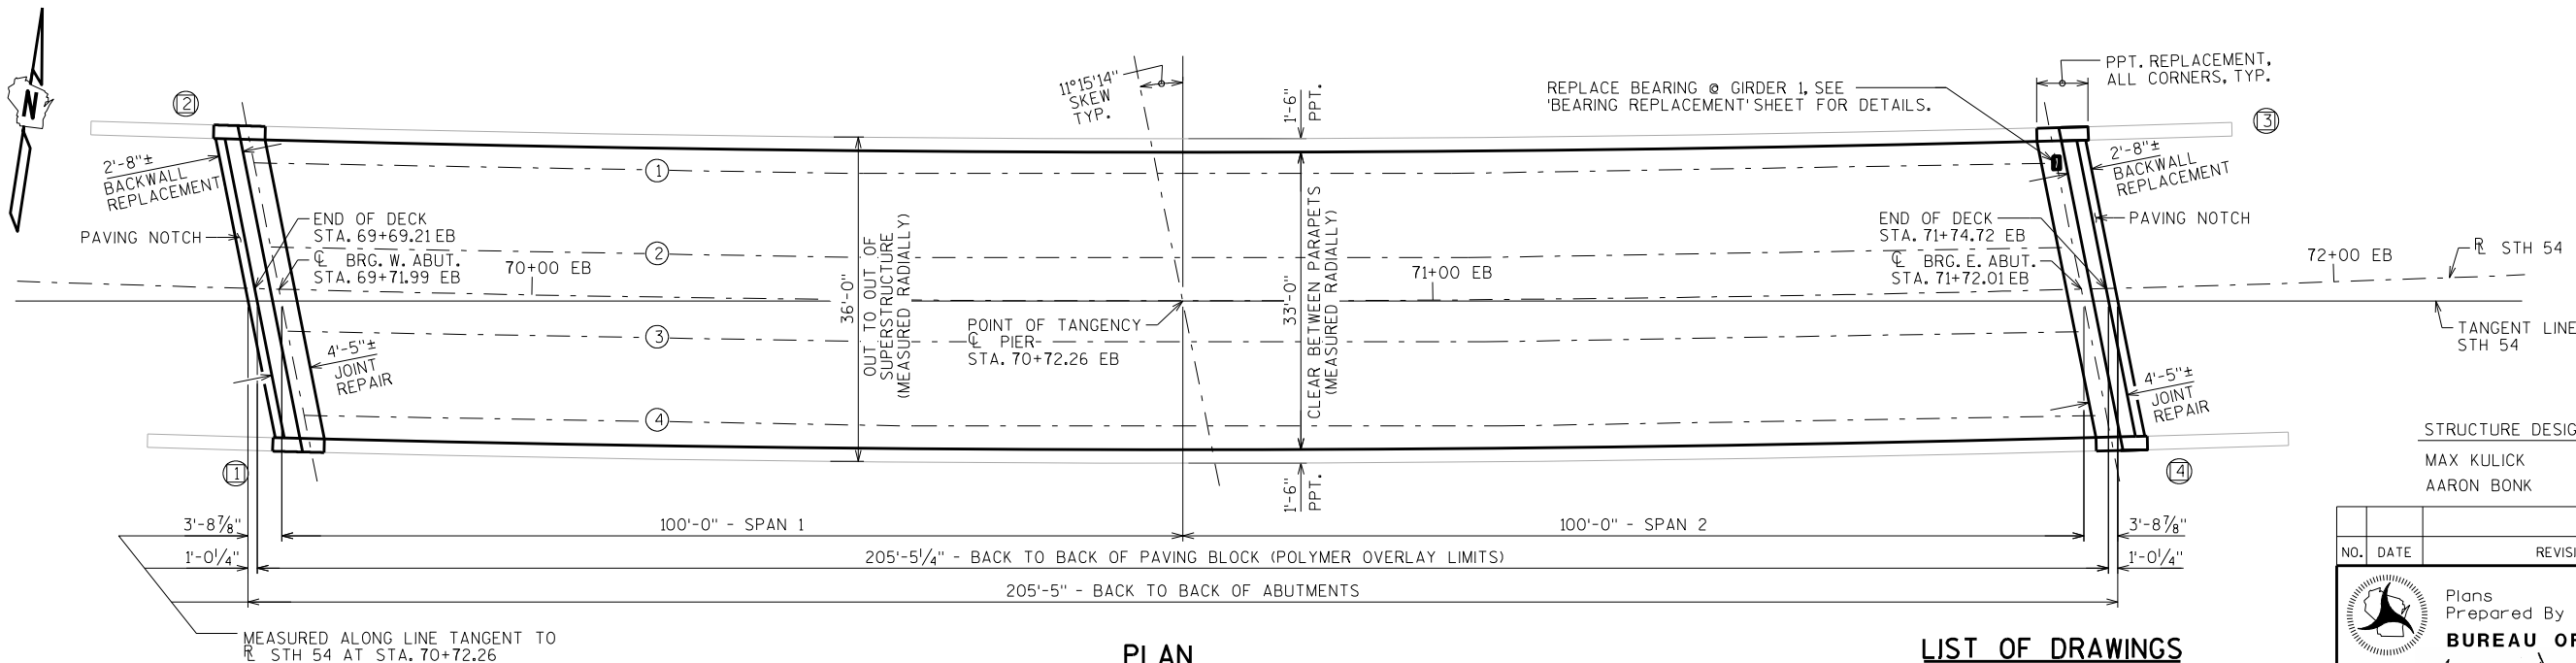 N
2
1
3
4
2'-8"±
BACKWALL
REPLACEMENT
PAVING NOTCH
END OF DECK
STA. 69+69.21 EB
℄ BRG. W. ABUT.
STA. 69+71.99 EB
70+00 EB
4'-5"±
JOINT
REPAIR
1
2
3
4
36'-0"
OUT TO OUT OF
SUPERSTRUCTURE
(MEASURED RADIALLY)
11°15'14"
SKEW
TYP.
POINT OF TANGENCY
℄ PIER
STA. 70+72.26 EB
1'-6"
PPT.
33'-0"
CLEAR BETWEEN PARAPETS
(MEASURED RADIALLY)
1'-6"
PPT.
71+00 EB
REPLACE BEARING @ GIRDER 1, SEE
'BEARING REPLACEMENT' SHEET FOR DETAILS.
PPT. REPLACEMENT,
ALL CORNERS, TYP.
2'-8"±
BACKWALL
REPLACEMENT
PAVING NOTCH
END OF DECK
STA. 71+74.72 EB
℄ BRG. E. ABUT.
STA. 71+72.01 EB
72+00 EB
RL STH 54
TANGENT LINE
STH 54
4'-5"±
JOINT
REPAIR
3'-8⅞"
100'-0" - SPAN 1
100'-0" - SPAN 2
3'-8⅞"
1'-0¼"
205'-5¼" - BACK TO BACK OF PAVING BLOCK (POLYMER OVERLAY LIMITS)
1'-0¼"
205'-5" - BACK TO BACK OF ABUTMENTS
MEASURED ALONG LINE TANGENT TO
RL STH 54 AT STA. 70+72.26
PLAN
LIST OF DRAWINGS
STRUCTURE DESIG
MAX KULICK
AARON BONK
NO. DATE REVISI
Plans
Prepared By
BUREAU OF